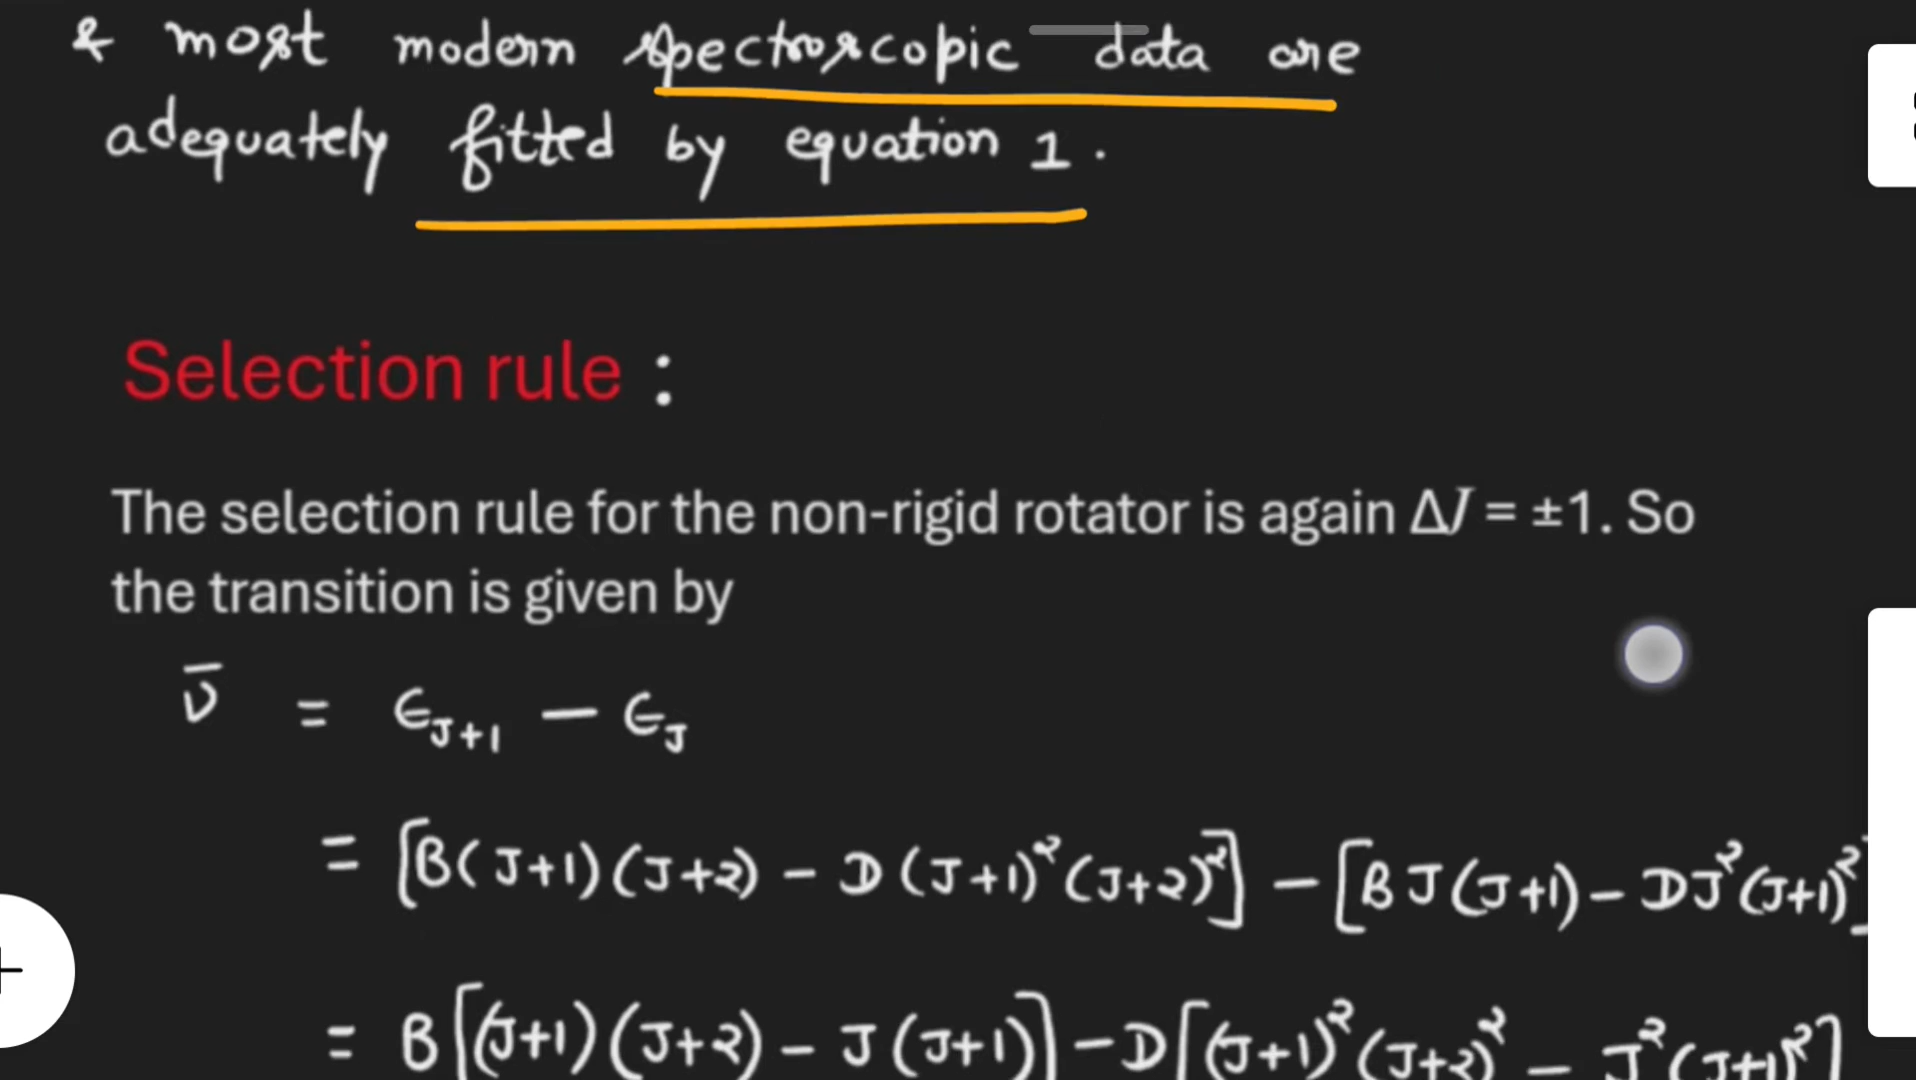 & most modern spectroscopic data are
adequately fitted by equation 1.
Selection rule :
The selection rule for the non-rigid rotator is again ΔJ = ±1. So
the transition is given by
ν̄ = ϵ_{J+1} − ϵ_J
= [B(J+1)(J+2) − D(J+1)²(J+2)²] − [BJ(J+1) − DJ²(J+1)²]
= B[(J+1)(J+2) − J(J+1)] − D[(J+1)²(J+2)² − J²(J+1)²]